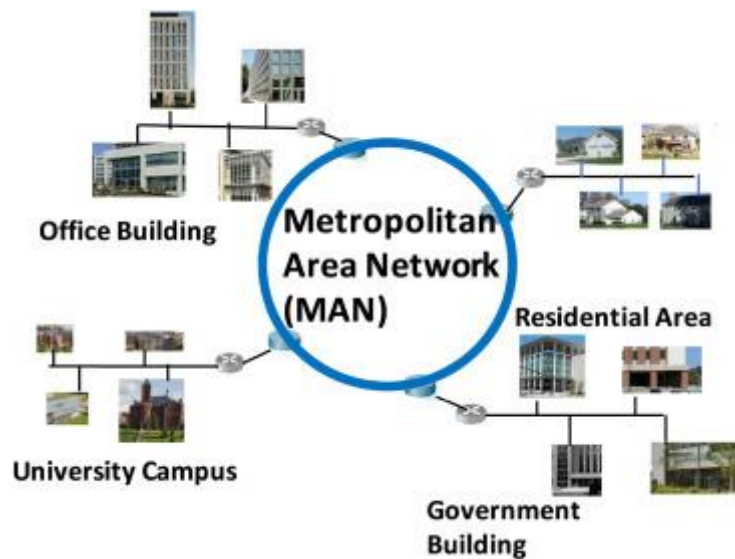 Office Building
Metropolitan
Area Network
(MAN)
Residential Area
University Campus
Government
Building